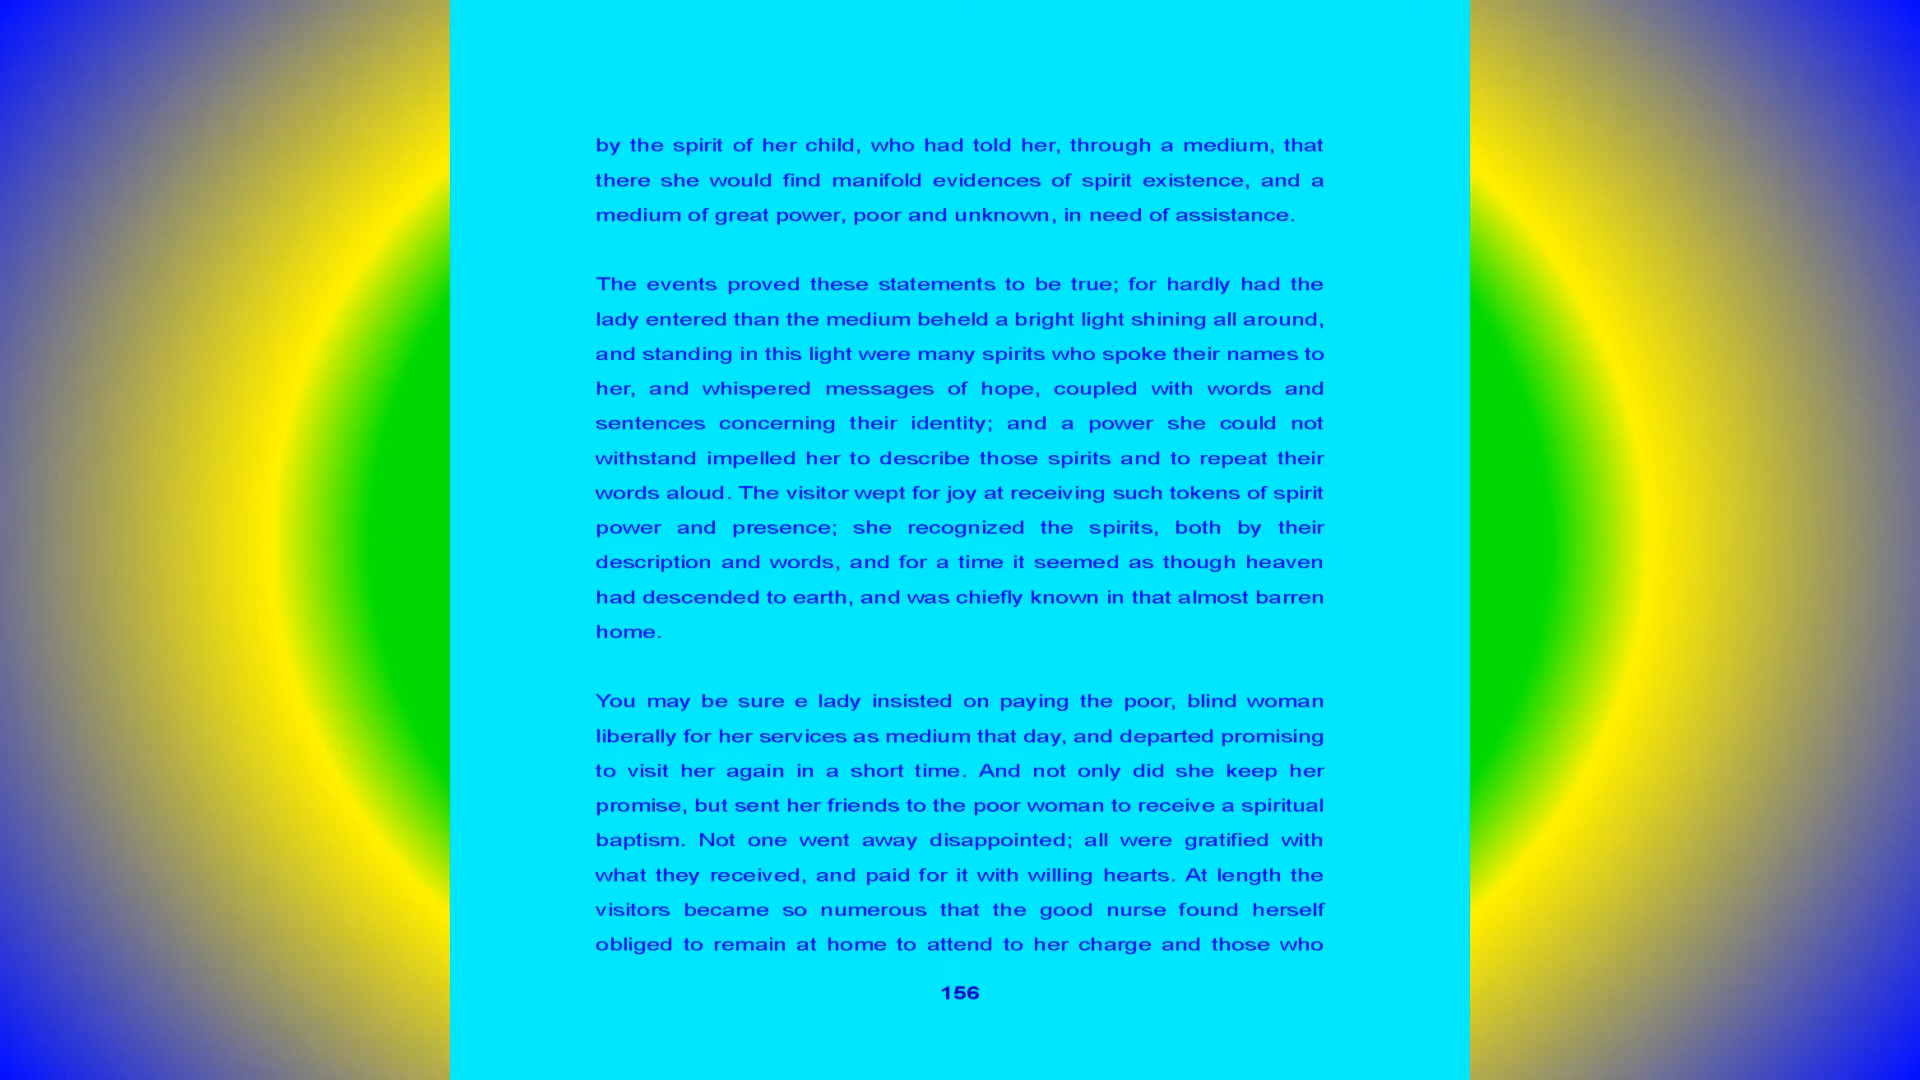 by the spirit of her child, who had told her, through a medium, that
there she would find manifold evidences of spirit existence, and a
medium of great power, poor and unknown, in need of assistance.
The events proved these statements to be true; for hardly had the
lady entered than the medium beheld a bright light shining all around,
and standing in this light were many spirits who spoke their names to
her, and whispered messages of hope, coupled with words and
sentences concerning their identity; and a power she could not
withstand impelled her to describe those spirits and to repeat their
words aloud. The visitor wept for joy at receiving such tokens of spirit
power and presence; she recognized the spirits, both by their
description and words, and for a time it seemed as though heaven
had descended to earth, and was chiefly known in that almost barren
home.
You may be sure e lady insisted on paying the poor, blind woman
liberally for her services as medium that day, and departed promising
to visit her again in a short time. And not only did she keep her
promise, but sent her friends to the poor woman to receive a spiritual
baptism. Not one went away disappointed; all were gratified with
what they received, and paid for it with willing hearts. At length the
visitors became so numerous that the good nurse found herself
obliged to remain at home to attend to her charge and those who
156